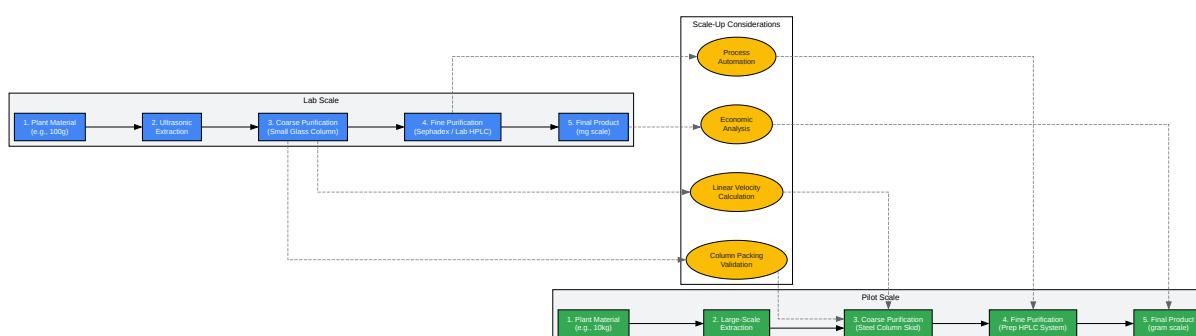 Scale-Up Considerations
Process
Automation
Economic
Analysis
Linear Velocity
Calculation
Column Packing
Validation
Lab Scale
1. Plant Material
(e.g., 100g)
2. Ultrasonic
Extraction
3. Coarse Purification
(Small Glass Column)
4. Fine Purification
(Sephadex / Lab HPLC)
5. Final Product
(mg scale)
Pilot Scale
1. Plant Material
(e.g., 10kg)
2. Large-Scale
Extraction
3. Coarse Purification
(Steel Column Skid)
4. Fine Purification
(Prep HPLC System)
5. Final Product
(gram scale)